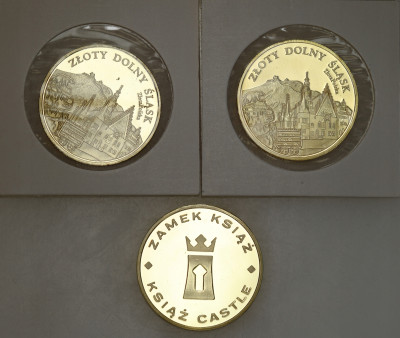 ZŁOTY DOLNY ŚLĄSK
ZŁOTY DOLNY ŚLĄSK
ZAMEK KSIĄŻ
KSIĄŻ CASTLE